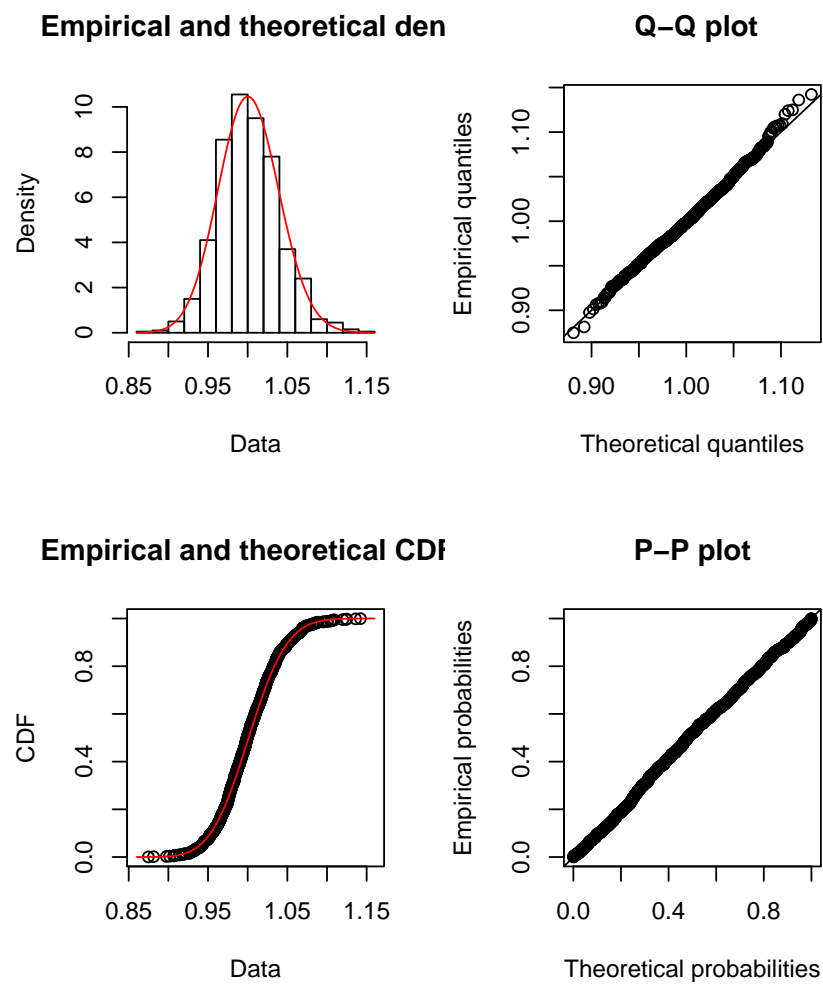 Empirical and theoretical den
Density
0 2 4 6 8 10
0.85 0.95 1.05 1.15
Data
Q−Q plot
Empirical quantiles
0.90 1.00 1.10
0.90 1.00 1.10
Theoretical quantiles
Empirical and theoretical CDF
CDF
0.0 0.4 0.8
0.85 0.95 1.05 1.15
Data
P−P plot
Empirical probabilities
0.0 0.4 0.8
0.0 0.4 0.8
Theoretical probabilities